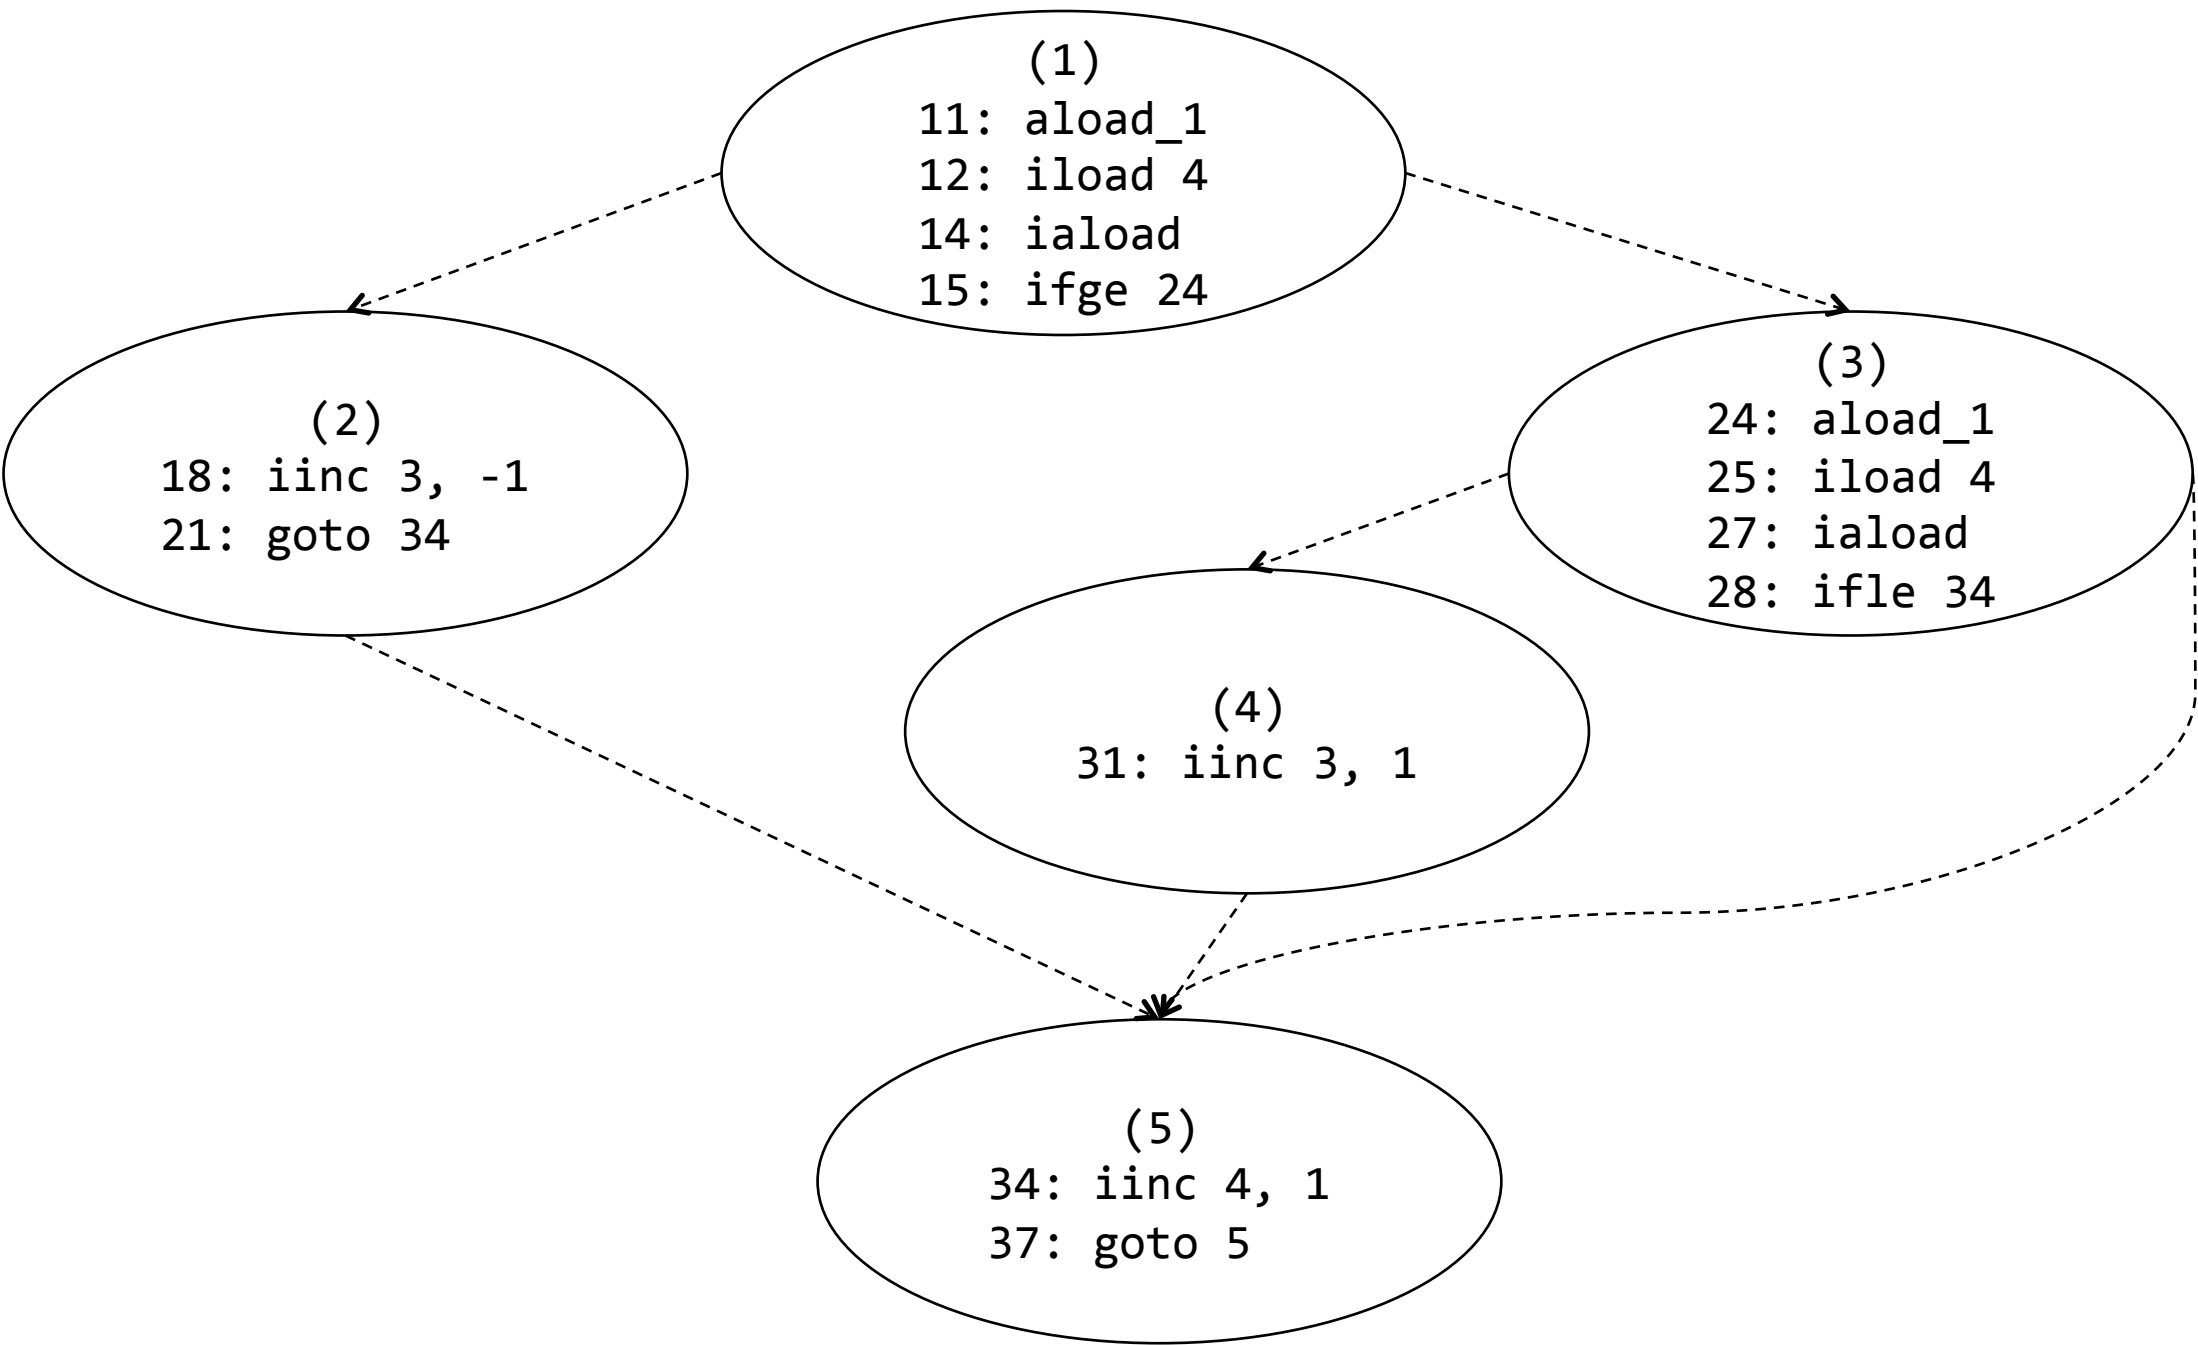 (1)
11: aload_1
12: iload 4
14: iaload
15: ifge 24
(2)
18: iinc 3, -1
21: goto 34
(3)
24: aload_1
25: iload 4
27: iaload
28: ifle 34
(4)
31: iinc 3, 1
(5)
34: iinc 4, 1
37: goto 5